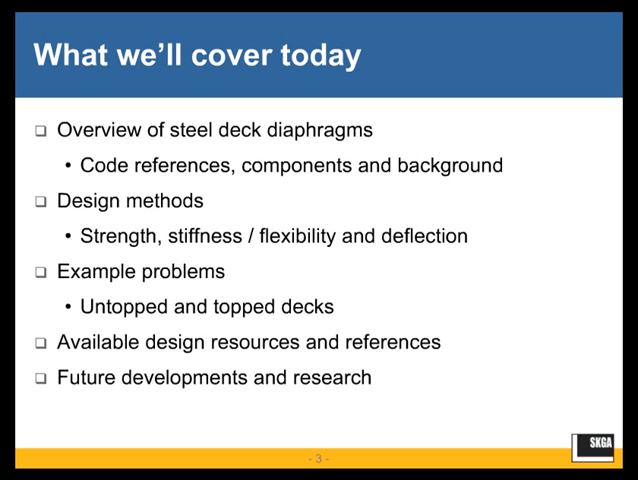 What we'll cover today
❑ Overview of steel deck diaphragms
• Code references, components and background
❑ Design methods
• Strength, stiffness / flexibility and deflection
❑ Example problems
• Untopped and topped decks
❑ Available design resources and references
❑ Future developments and research
SKGA
- 3 -